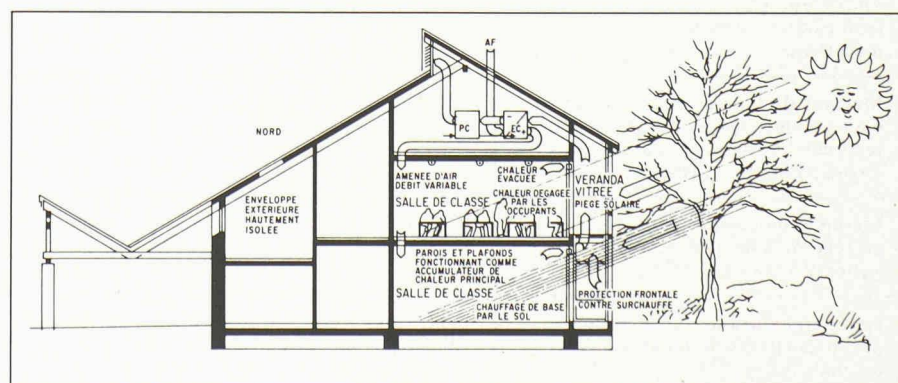 AF
NORD
PC
EC
AMENEE D'AIR
DEBIT VARIABLE
CHALEUR
EVACUEE
VERANDA
VITREE
PIEGE SOLAIRE
ENVELOPPE
EXTERIEURE
HAUTEMENT
ISOLEE
SALLE DE CLASSE
CHALEUR DEGAGEE
PAR LES
OCCUPANTS
PAROIS ET PLAFONDS
FONCTIONNANT COMME
ACCUMULATEUR DE
CHALEUR PRINCIPAL
SALLE DE CLASSE
CHAUFFAGE DE BASE
PAR LE SOL
PROTECTION FRONTALE
CONTRE SURCHAUFFE